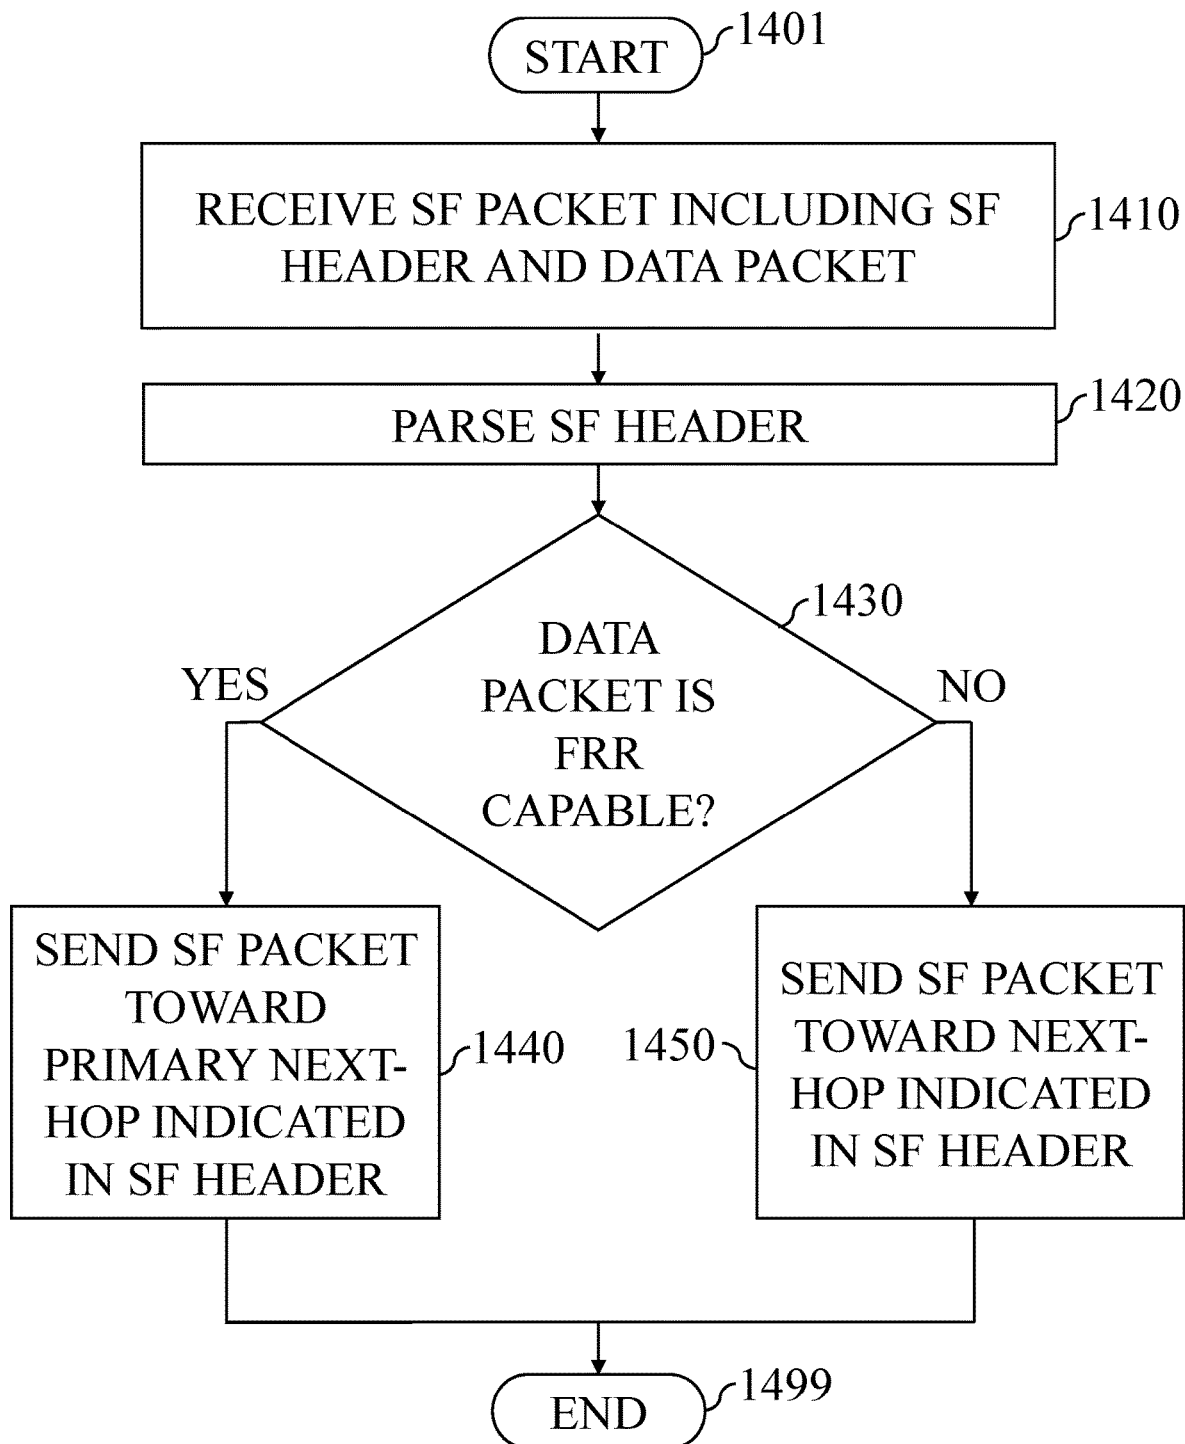 START
1401
RECEIVE SF PACKET INCLUDING SF
HEADER AND DATA PACKET
1410
PARSE SF HEADER
1420
DATA
PACKET IS
FRR
CAPABLE?
1430
YES
NO
SEND SF PACKET
TOWARD
PRIMARY NEXT-
HOP INDICATED
IN SF HEADER
1440
SEND SF PACKET
TOWARD NEXT-
HOP INDICATED
IN SF HEADER
1450
END
1499